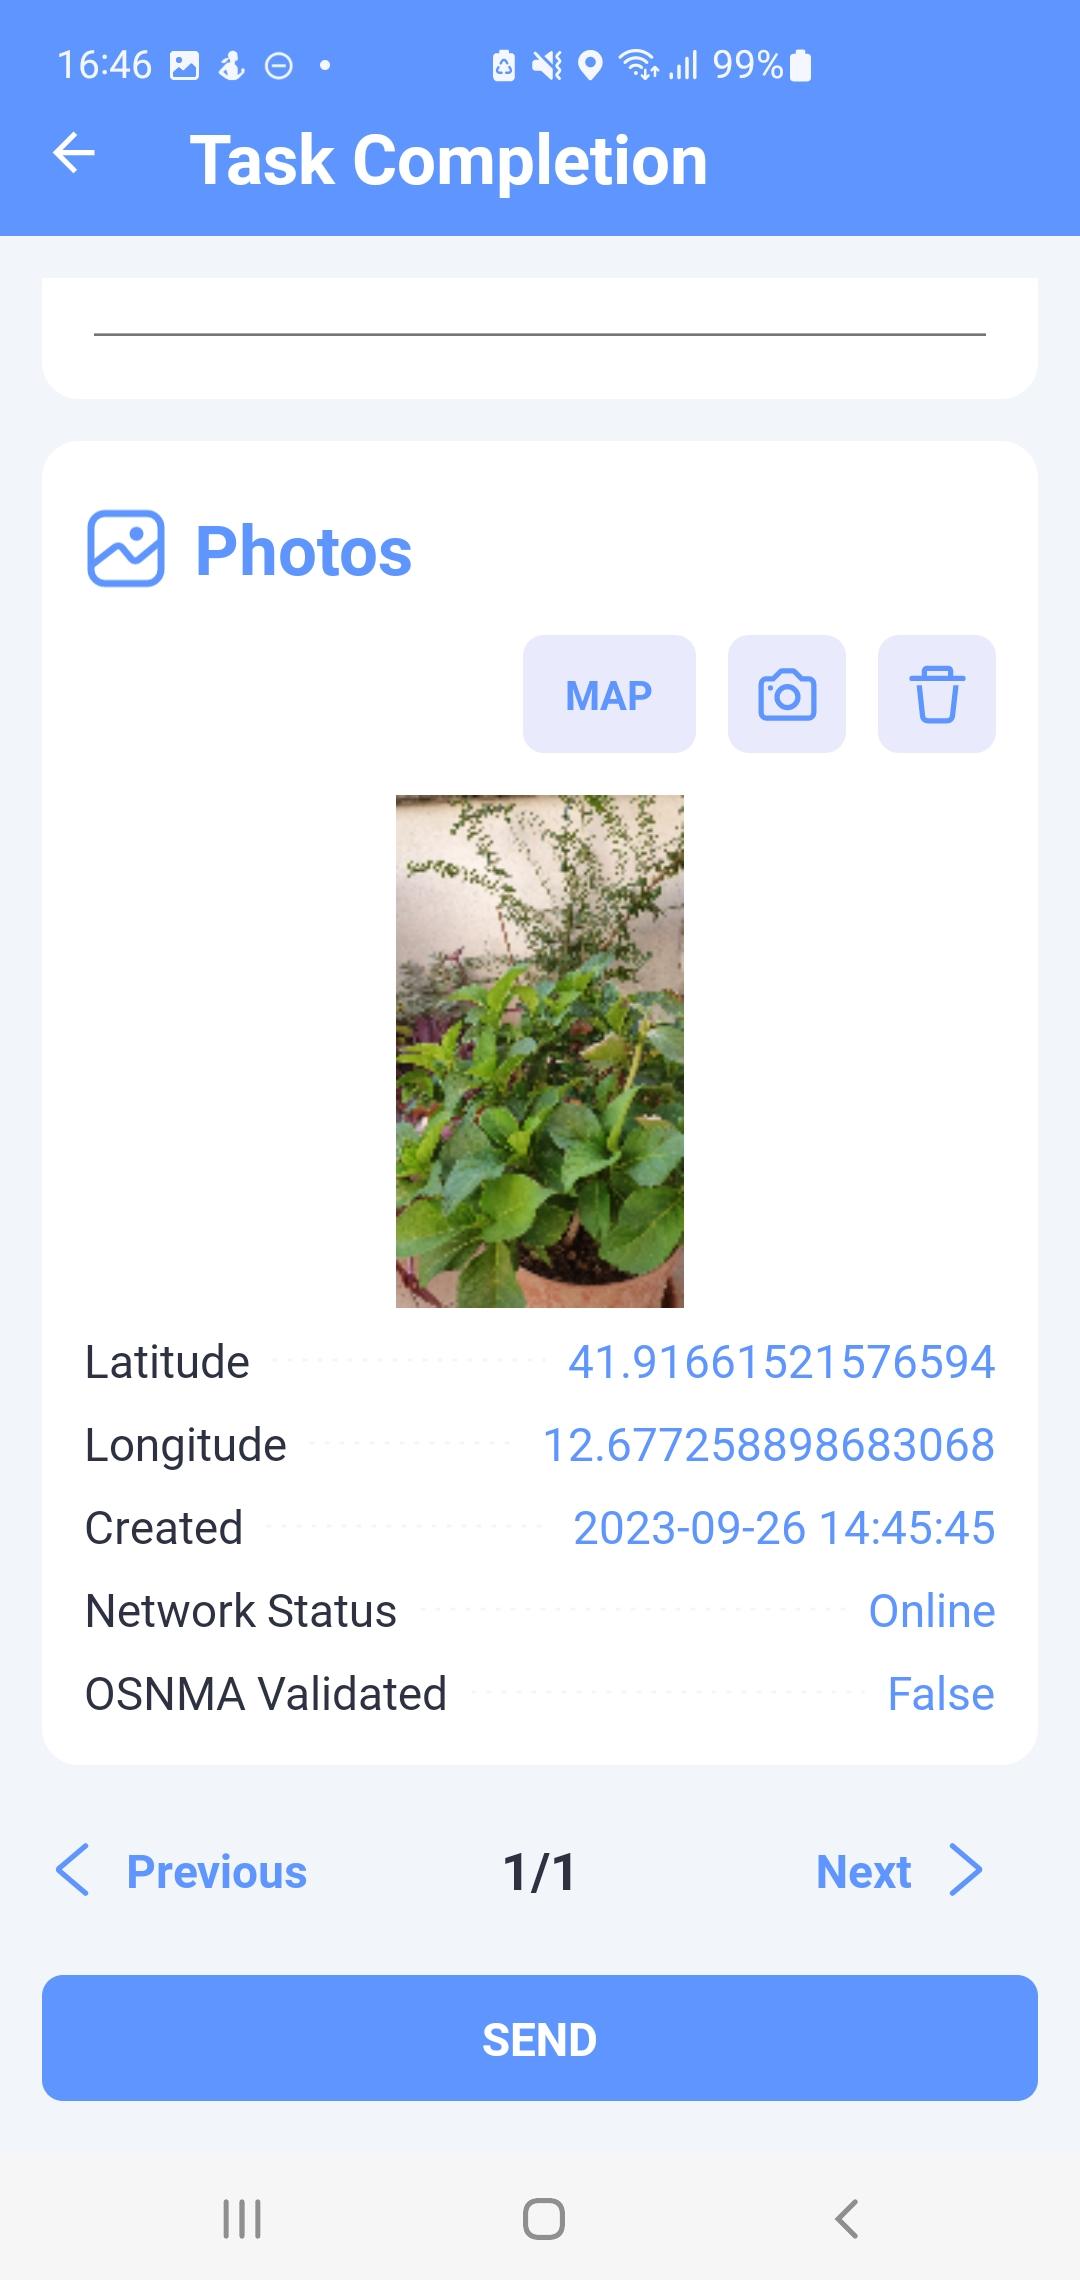 16:46 99%
Task Completion
Photos
MAP
Latitude 41.91661521576594
Longitude 12.677258898683068
Created 2023-09-26 14:45:45
Network Status Online
OSNMA Validated False
Previous 1/1 Next
SEND